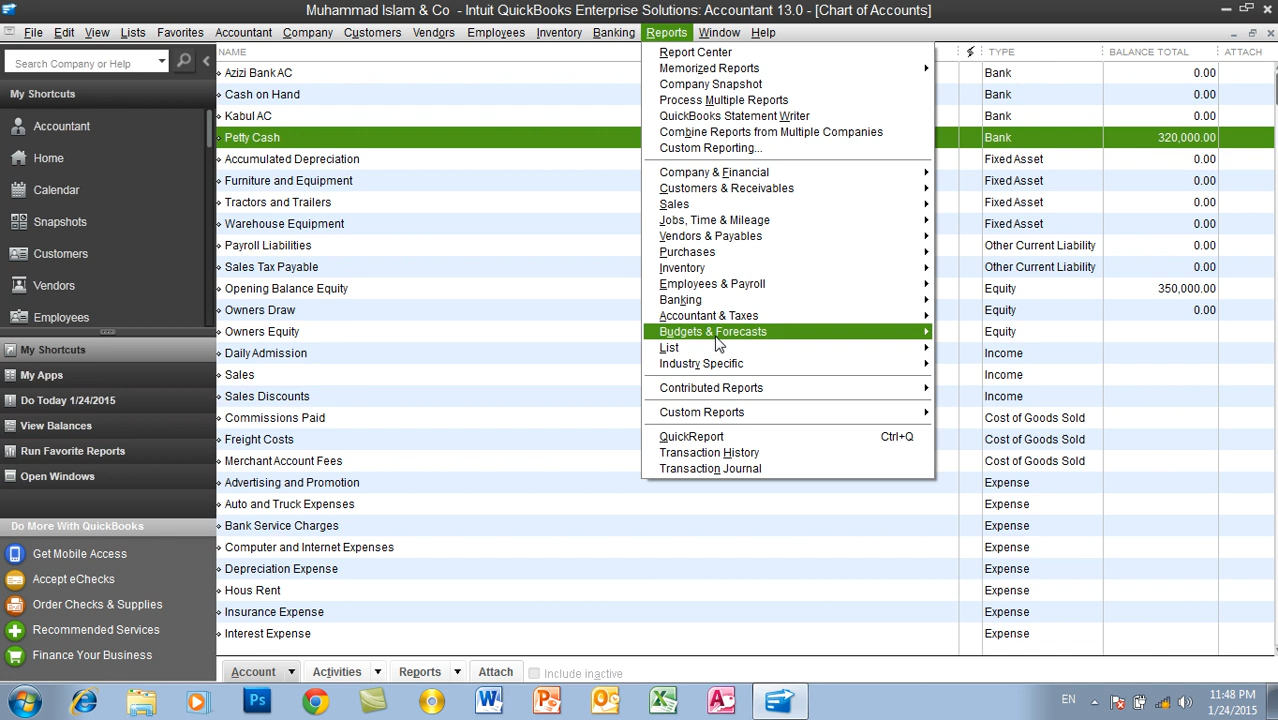 Muhammad Islam & Co - Intuit QuickBooks Enterprise Solutions: Accountant 13.0 - [Chart of Accounts]
File Edit View Lists Favorites Accountant Company Customers Vendors Employees Inventory Banking Reports Window Help
Search Company or Help
My Shortcuts
Accountant
Home
Calendar
Snapshots
Customers
Vendors
Employees
My Shortcuts
My Apps
Do Today 1/24/2015
View Balances
Run Favorite Reports
Open Windows
Do More With QuickBooks
Get Mobile Access
Accept eChecks
Order Checks & Supplies
Recommended Services
Finance Your Business
NAME TYPE BALANCE TOTAL ATTACH
Azizi Bank AC Bank 0.00
Cash on Hand Bank 0.00
Kabul AC Bank 0.00
Petty Cash Bank 320,000.00
Accumulated Depreciation Fixed Asset 0.00
Furniture and Equipment Fixed Asset 0.00
Tractors and Trailers Fixed Asset 0.00
Warehouse Equipment Fixed Asset 0.00
Payroll Liabilities Other Current Liability 0.00
Sales Tax Payable Other Current Liability 0.00
Opening Balance Equity Equity 350,000.00
Owners Draw Equity 0.00
Owners Equity Equity
Daily Admission Income
Sales Income
Sales Discounts Income
Commissions Paid Cost of Goods Sold
Freight Costs Cost of Goods Sold
Merchant Account Fees Cost of Goods Sold
Advertising and Promotion Expense
Auto and Truck Expenses Expense
Bank Service Charges Expense
Computer and Internet Expenses Expense
Depreciation Expense Expense
Hous Rent Expense
Insurance Expense Expense
Interest Expense Expense
Report Center
Memorized Reports
Company Snapshot
Process Multiple Reports
QuickBooks Statement Writer
Combine Reports from Multiple Companies
Custom Reporting...
Company & Financial
Customers & Receivables
Sales
Jobs, Time & Mileage
Vendors & Payables
Purchases
Inventory
Employees & Payroll
Banking
Accountant & Taxes
Budgets & Forecasts
List
Industry Specific
Contributed Reports
Custom Reports
QuickReport Ctrl+Q
Transaction History
Transaction Journal
Account Activities Reports Attach Include inactive
Ps
EN
11:48 PM
1/24/2015